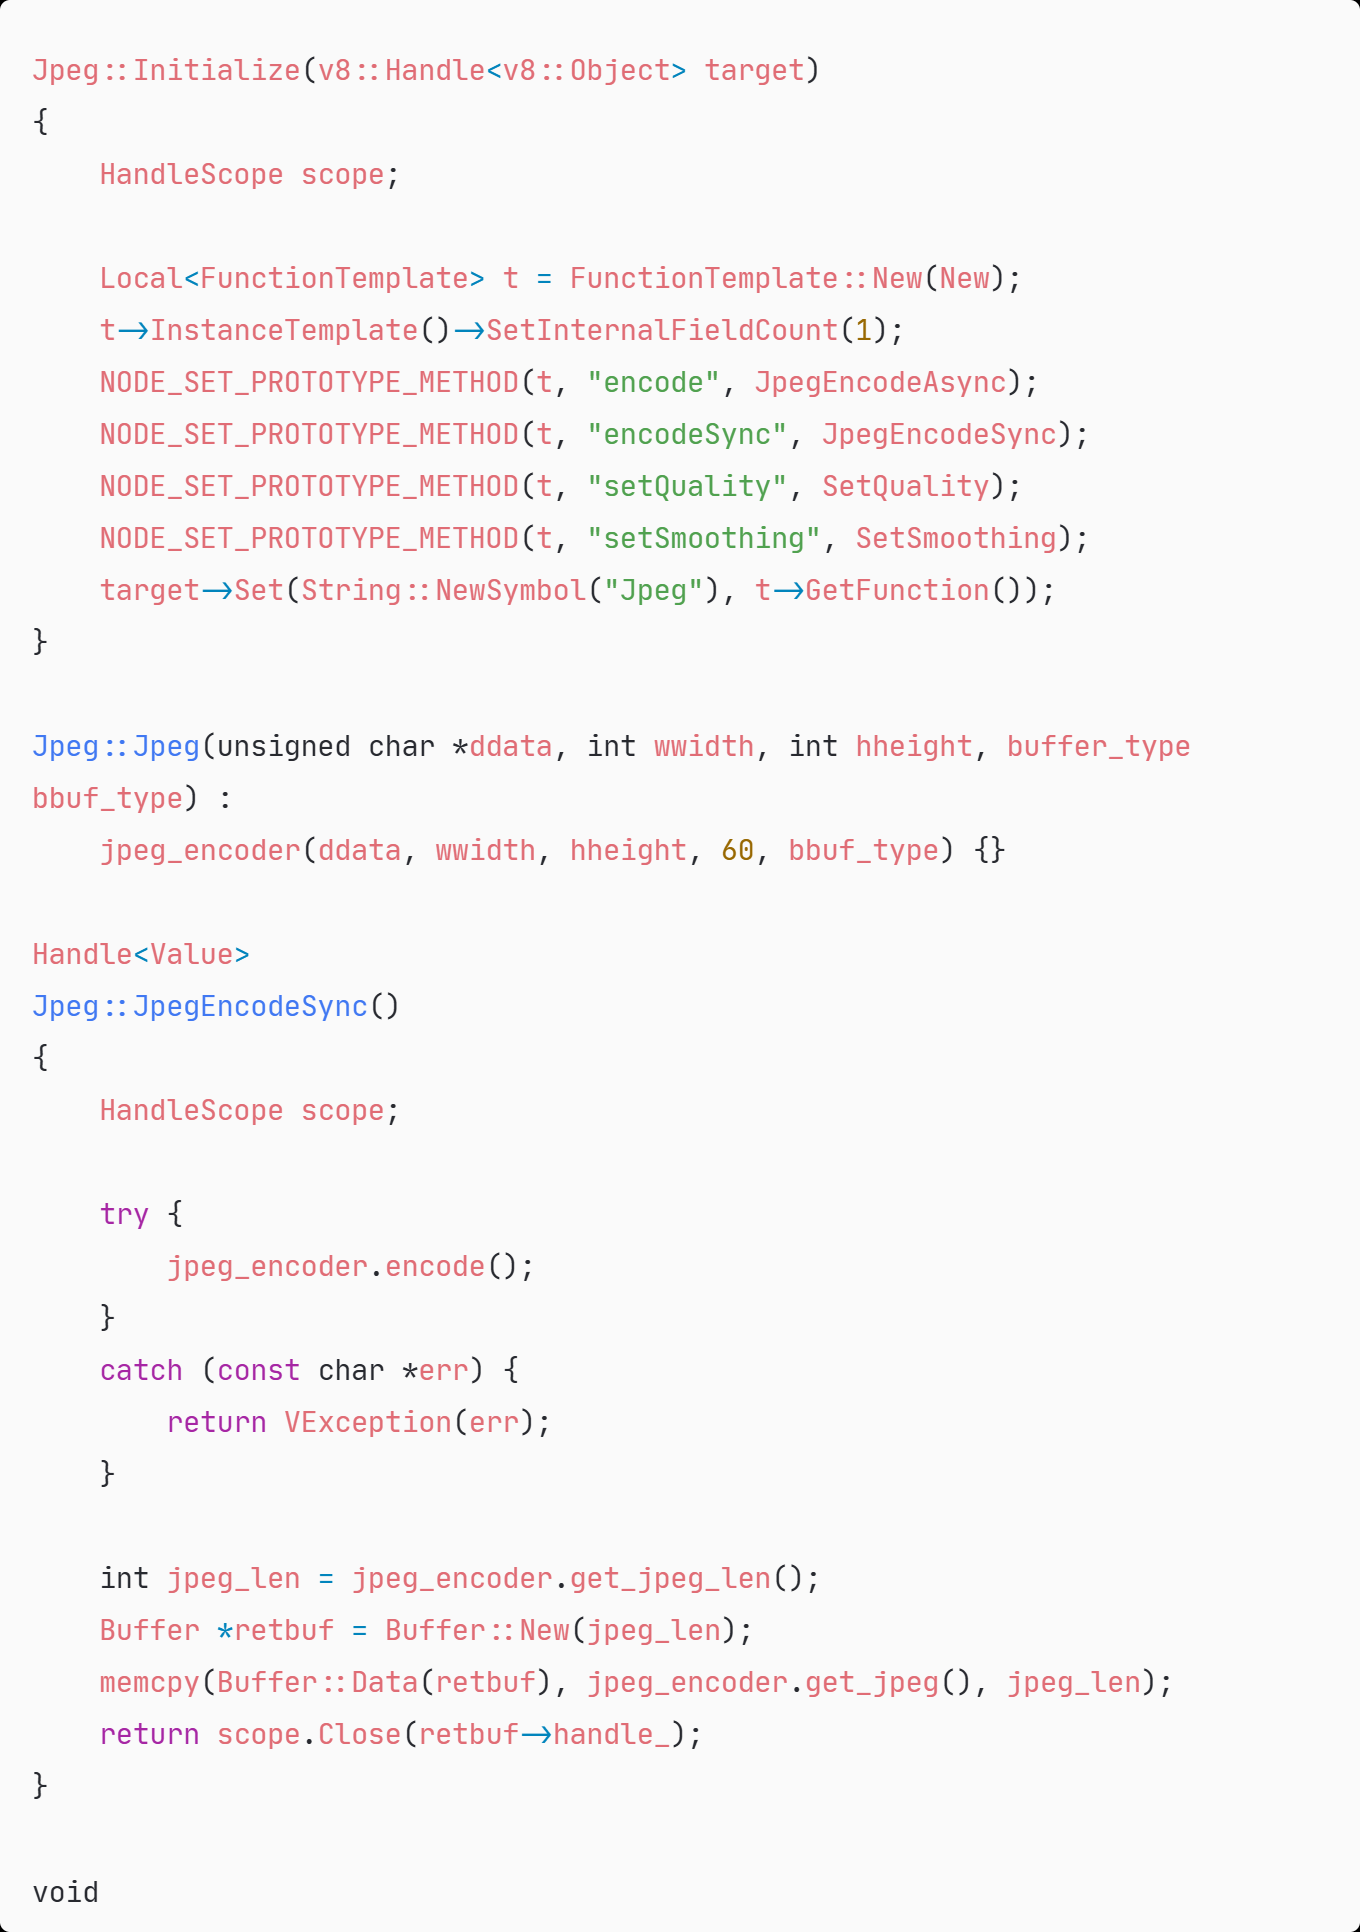 Jpeg::Initialize(v8::Handle<v8::Object> target)
{
    HandleScope scope;

    Local<FunctionTemplate> t = FunctionTemplate::New(New);
    t->InstanceTemplate()->SetInternalFieldCount(1);
    NODE_SET_PROTOTYPE_METHOD(t, "encode", JpegEncodeAsync);
    NODE_SET_PROTOTYPE_METHOD(t, "encodeSync", JpegEncodeSync);
    NODE_SET_PROTOTYPE_METHOD(t, "setQuality", SetQuality);
    NODE_SET_PROTOTYPE_METHOD(t, "setSmoothing", SetSmoothing);
    target->Set(String::NewSymbol("Jpeg"), t->GetFunction());
}

Jpeg::Jpeg(unsigned char *ddata, int wwidth, int hheight, buffer_type
bbuf_type) :
    jpeg_encoder(ddata, wwidth, hheight, 60, bbuf_type) {}

Handle<Value>
Jpeg::JpegEncodeSync()
{
    HandleScope scope;

    try {
        jpeg_encoder.encode();
    }
    catch (const char *err) {
        return VException(err);
    }

    int jpeg_len = jpeg_encoder.get_jpeg_len();
    Buffer *retbuf = Buffer::New(jpeg_len);
    memcpy(Buffer::Data(retbuf), jpeg_encoder.get_jpeg(), jpeg_len);
    return scope.Close(retbuf->handle_);
}

void